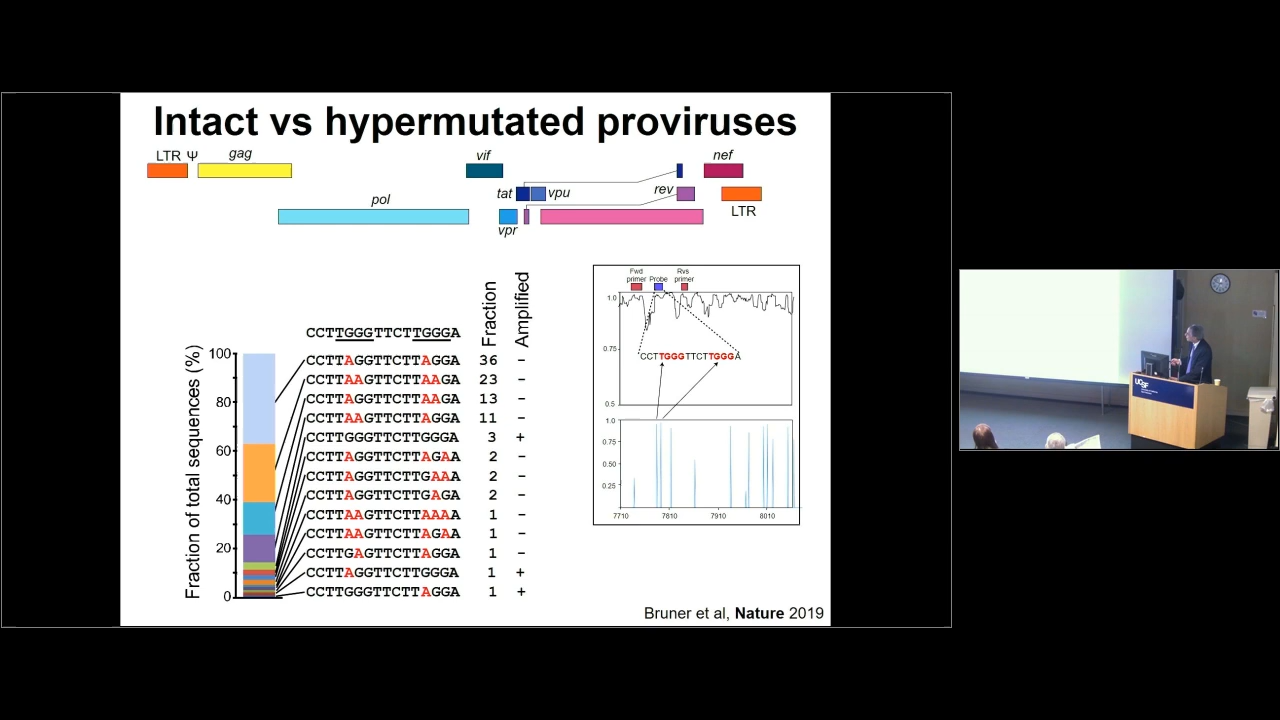 Intact vs hypermutated proviruses
LTR Ψ gag
vif
nef
tat
vpu
rev
pol
LTR
vpr
Fraction
Amplified
CCTTGGGTTCTTGGGA
CCTTAGGTTCTTAGGA 36 -
CCTTAAGTTCTTAAGA 23 -
CCTTAGGTTCTTAAGA 13 -
CCTTAAGTTCTTAGGA 11 -
CCTTGGGTTCTTGGGA 3 +
CCTTAGGTTCTTAGAA 2 -
CCTTAGGTTCTTGAAA 2 -
CCTTAGGTTCTTGAGA 2 -
CCTTAAGTTCTTAAAA 1 -
CCTTAAGTTCTTAGAA 1 -
CCTTGAGTTCTTAGGA 1 -
CCTTAGGTTCTTGGGA 1 +
CCTTGGGTTCTTAGGA 1 +
Fraction of total sequences (%)
100
80
60
40
20
0
Fwd primer
Probe
Rvs primer
1.0
0.75
0.5
CCTTGGGTTCTTGGGA
1.0
0.75
0.50
0.25
7710 7810 7910 8010
Bruner et al, Nature 2019
UCSF